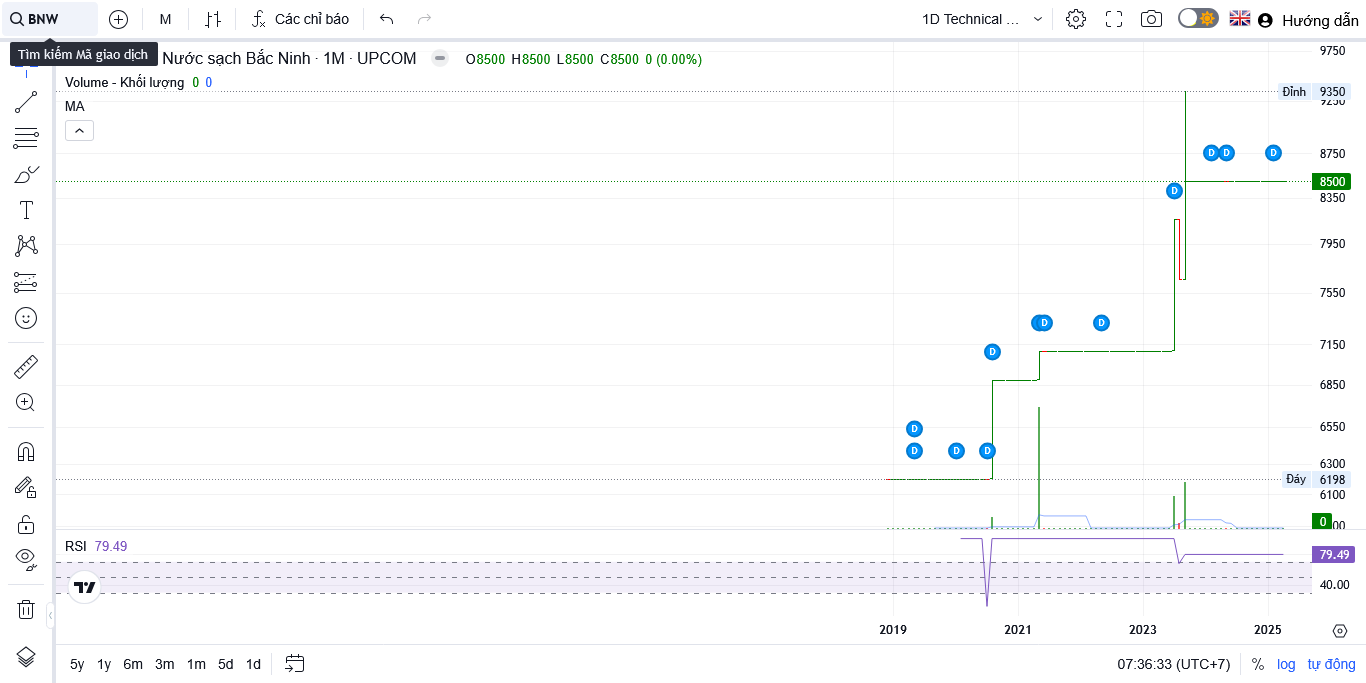 BNW
M
Các chỉ báo
1D Technical ...
Hướng dẫn
Tìm kiếm Mã giao dịch
Nước sạch Bắc Ninh · 1M · UPCOM
O8500 H8500 L8500 C8500 0 (0.00%)
Volume - Khối lượng 0 0
MA
9750
Đỉnh 9350
9250
8750
8500
8350
7950
7550
7150
6850
6550
6300
Đáy 6198
6100
0
D D D
D
D D
D
D
D
D D D
RSI 79.49
79.49
40.00
2019 2021 2023 2025
5y 1y 6m 3m 1m 5d 1d
07:36:33 (UTC+7) % log tự động